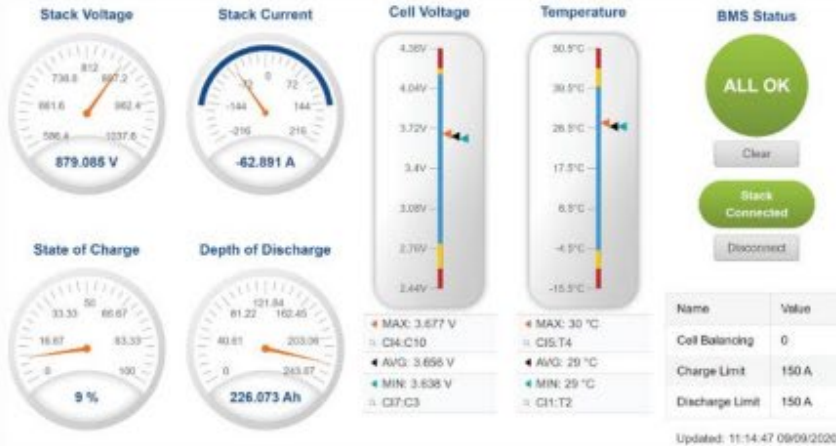 Stack Voltage
Stack Current
Cell Voltage
Temperature
BMS Status
586.4
661.6
736.8
812
887.2
962.4
1037.6
879.085 V
-216
-144
-72
0
72
144
216
-62.891 A
4.36V
4.04V
3.72V
3.4V
3.08V
2.76V
2.44V
50.5°C
39.5°C
28.5°C
17.5°C
6.5°C
-4.5°C
-15.5°C
ALL OK
Clear
Stack
Connected
Disconnect
State of Charge
Depth of Discharge
0
16.67
33.33
50
66.67
83.33
100
9 %
0
40.61
81.22
121.84
162.45
203.06
243.67
226.073 Ah
MAX: 3.677 V
CI4:C10
AVG: 3.656 V
MIN: 3.638 V
CI7:C3
MAX: 30 °C
CI5:T4
AVG: 29 °C
MIN: 29 °C
CI1:T2
Name Value
Cell Balancing 0
Charge Limit 150 A
Discharge Limit 150 A
Updated: 11:14:47 09/09/2020